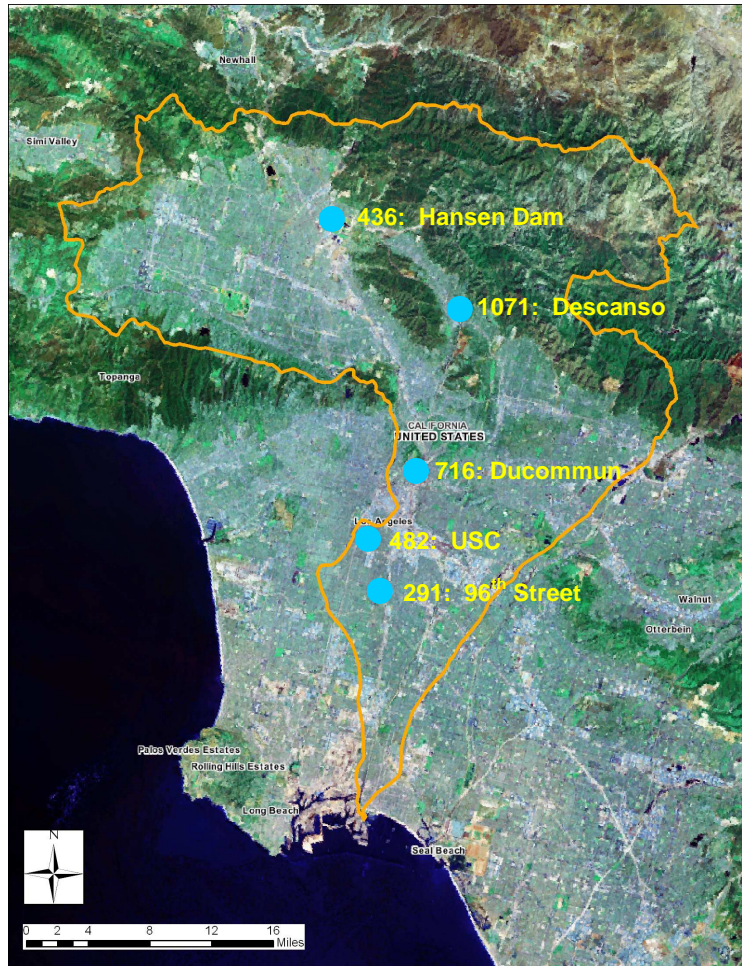 Newhall
Simi Valley
436: Hansen Dam
1071: Descanso
Topanga
CALIFORNIA
UNITED STATES
716: Ducommun
Los Angeles
482: USC
291: 96th Street
Walnut
Otterbein
Palos Verdes Estates
Rolling Hills Estates
Long Beach
Seal Beach
N
0 2 4 8 12 16
Miles